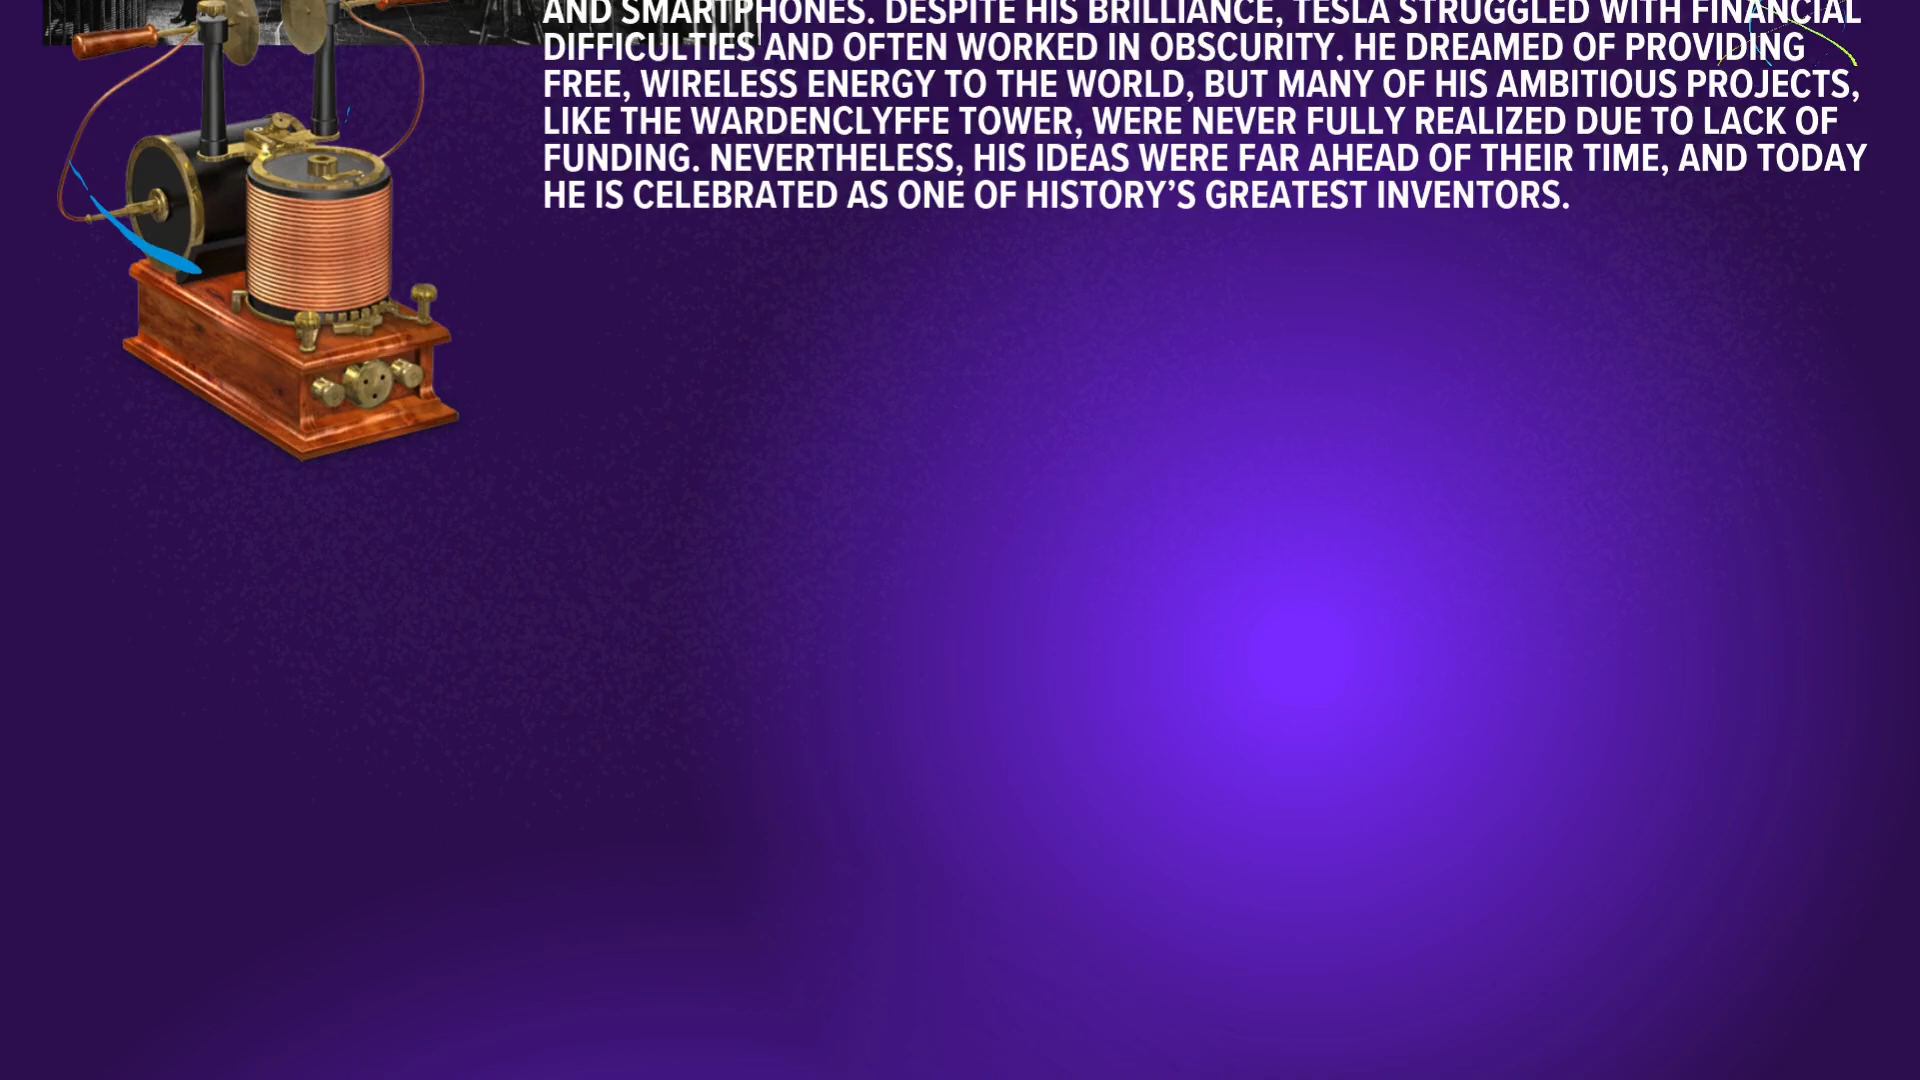 AND SMARTPHONES. DESPITE HIS BRILLIANCE, TESLA STRUGGLED WITH FINANCIAL
DIFFICULTIES AND OFTEN WORKED IN OBSCURITY. HE DREAMED OF PROVIDING
FREE, WIRELESS ENERGY TO THE WORLD, BUT MANY OF HIS AMBITIOUS PROJECTS,
LIKE THE WARDENCLYFFE TOWER, WERE NEVER FULLY REALIZED DUE TO LACK OF
FUNDING. NEVERTHELESS, HIS IDEAS WERE FAR AHEAD OF THEIR TIME, AND TODAY
HE IS CELEBRATED AS ONE OF HISTORY’S GREATEST INVENTORS.